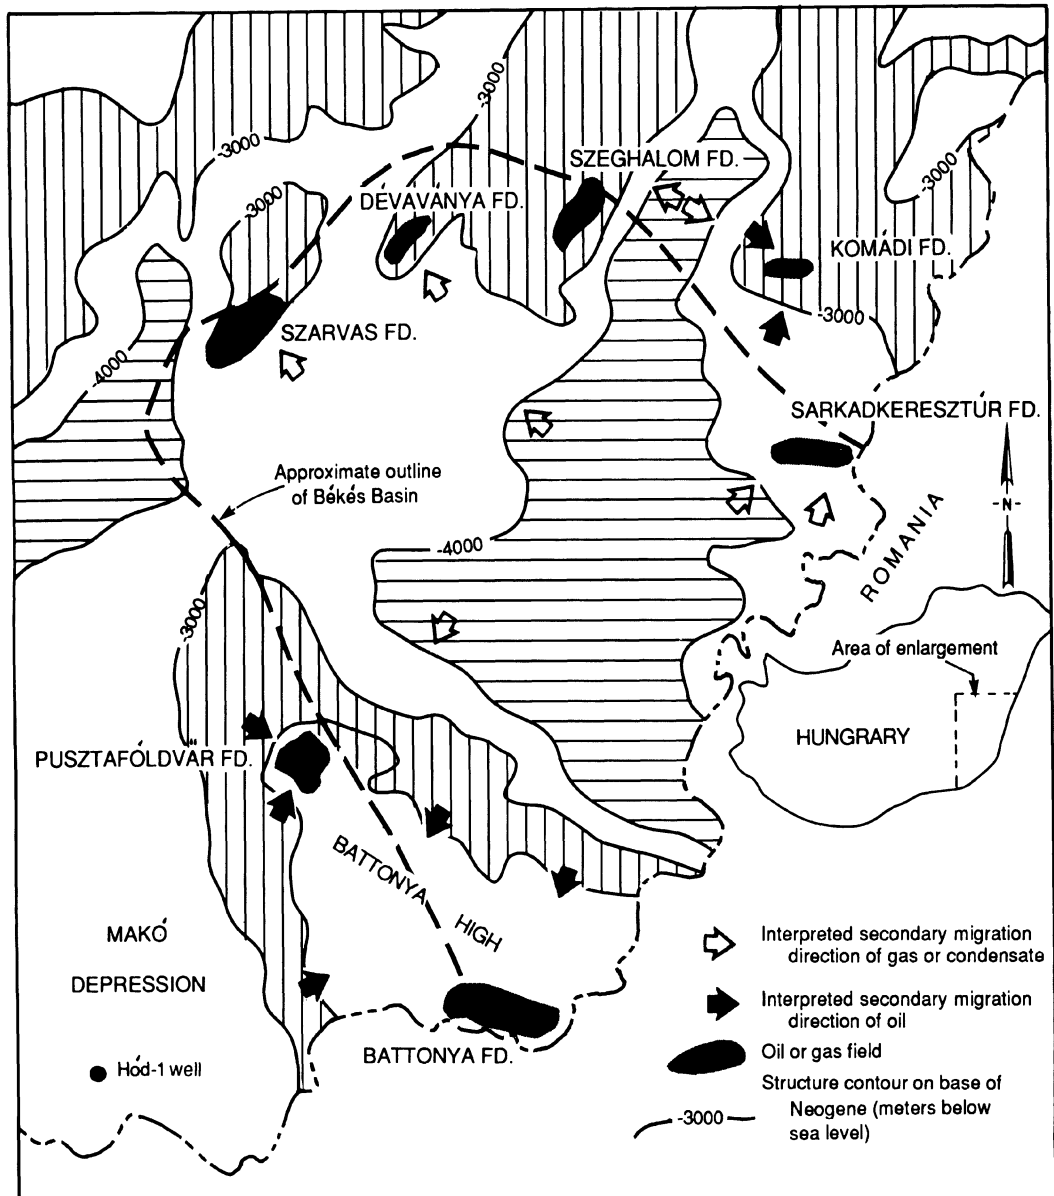 -3000
-3000
SZEGHALOM FD.
-3000
-3000
DÉVAVÁNYA FD.
KOMÁDI FD.
-3000
SZARVAS FD.
-4000
SARKADKERESZTÚR FD.
Approximate outline
of Békés Basin
-N-
-4000
ROMANIA
-3000
Area of enlargement
HUNGRARY
PUSZTAFÓLDVÄR FD.
BATTONYA
HIGH
MAKÓ
DEPRESSION
Interpreted secondary migration
direction of gas or condensate
Interpreted secondary migration
direction of oil
BATTONYA FD.
Oil or gas field
Hód-1 well
Structure contour on base of
-3000
Neogene (meters below
sea level)